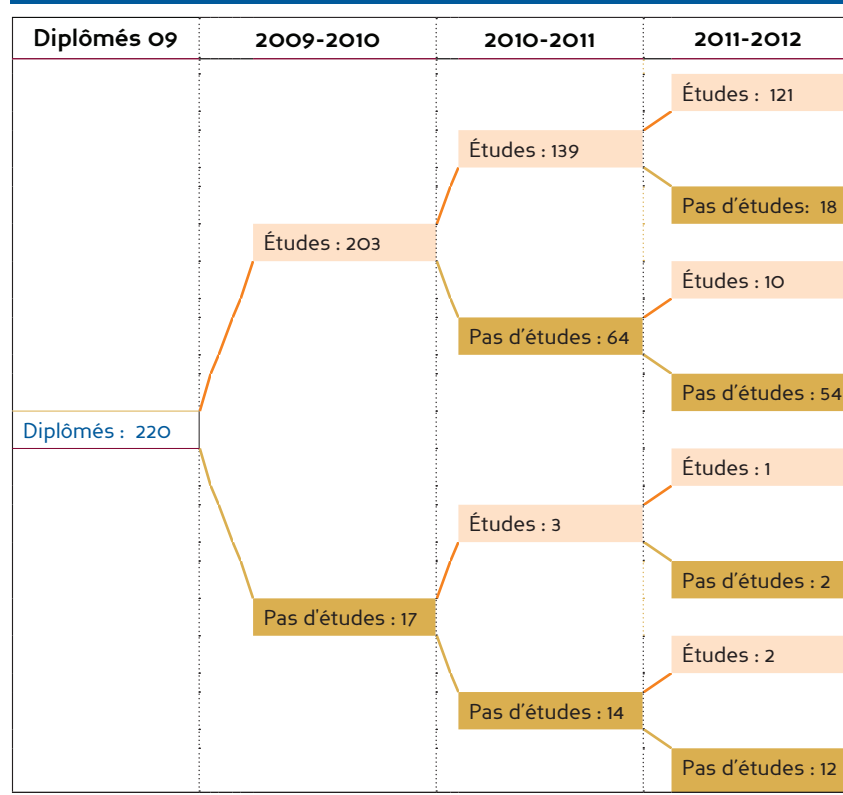 Diplômés 09 2009-2010 2010-2011 2011-2012
Études : 121
Études : 139
Pas d'études: 18
Études : 203
Études : 10
Pas d'études : 64
Pas d'études : 54
Diplômés : 220
Études : 1
Études : 3
Pas d'études : 2
Pas d'études : 17
Études : 2
Pas d'études : 14
Pas d'études : 12